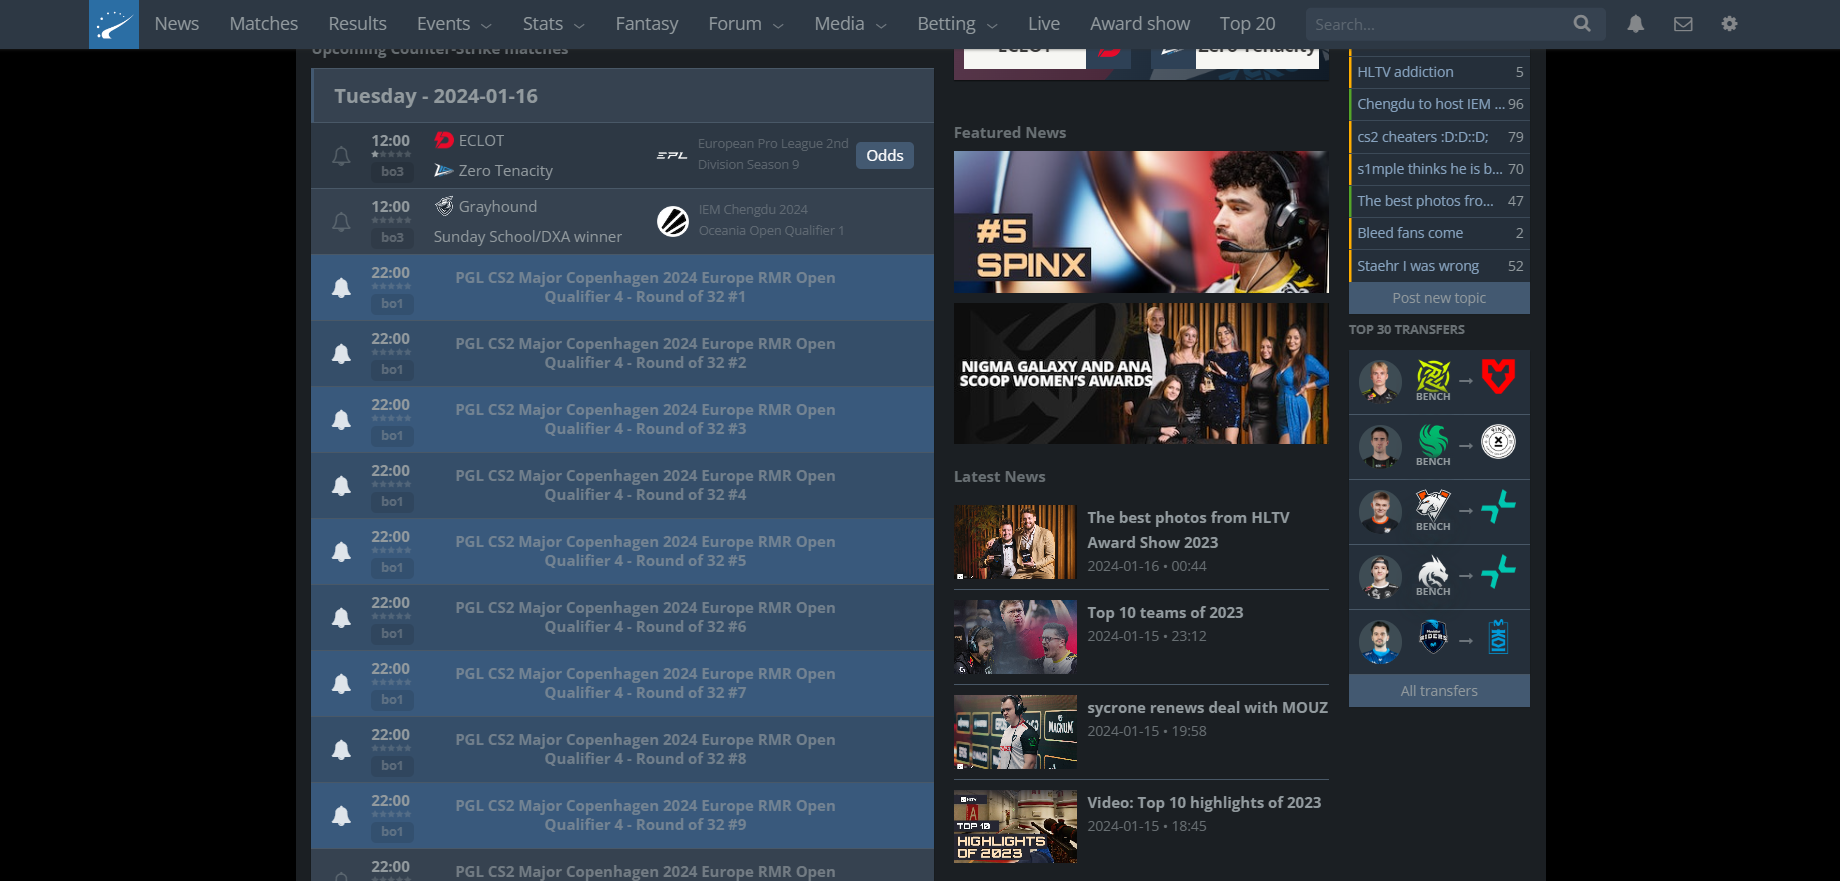 News
Matches
Results
Events
Stats
Fantasy
Forum
Media
Betting
Live
Award show
Top 20
Search...
Upcoming Counter-Strike matches
Tuesday - 2024-01-16
12:00
bo3
ECLOT
Zero Tenacity
EPL
European Pro League 2nd
Division Season 9
Odds
12:00
bo3
Grayhound
Sunday School/DXA winner
IEM Chengdu 2024
Oceania Open Qualifier 1
22:00
bo1
PGL CS2 Major Copenhagen 2024 Europe RMR Open
Qualifier 4 - Round of 32 #1
22:00
bo1
PGL CS2 Major Copenhagen 2024 Europe RMR Open
Qualifier 4 - Round of 32 #2
22:00
bo1
PGL CS2 Major Copenhagen 2024 Europe RMR Open
Qualifier 4 - Round of 32 #3
22:00
bo1
PGL CS2 Major Copenhagen 2024 Europe RMR Open
Qualifier 4 - Round of 32 #4
22:00
bo1
PGL CS2 Major Copenhagen 2024 Europe RMR Open
Qualifier 4 - Round of 32 #5
22:00
bo1
PGL CS2 Major Copenhagen 2024 Europe RMR Open
Qualifier 4 - Round of 32 #6
22:00
bo1
PGL CS2 Major Copenhagen 2024 Europe RMR Open
Qualifier 4 - Round of 32 #7
22:00
bo1
PGL CS2 Major Copenhagen 2024 Europe RMR Open
Qualifier 4 - Round of 32 #8
22:00
bo1
PGL CS2 Major Copenhagen 2024 Europe RMR Open
Qualifier 4 - Round of 32 #9
22:00
PGL CS2 Major Copenhagen 2024 Europe RMR Open
ECLOT
Zero Tenacity
Featured News
#5
SPINX
NIGMA GALAXY AND ANA
SCOOP WOMEN'S AWARDS
Latest News
The best photos from HLTV
Award Show 2023
2024-01-16 • 00:44
Top 10 teams of 2023
2024-01-15 • 23:12
sycrone renews deal with MOUZ
2024-01-15 • 19:58
MAGNUM
Video: Top 10 highlights of 2023
2024-01-15 • 18:45
TOP 10
HIGHLIGHTS
OF 2023
HLTV addiction 5
Chengdu to host IEM ... 96
cs2 cheaters :D:D::D; 79
s1mple thinks he is b... 70
The best photos fro... 47
Bleed fans come 2
Staehr I was wrong 52
Post new topic
TOP 30 TRANSFERS
BENCH
BENCH
BENCH
BENCH
RIDERS
All transfers